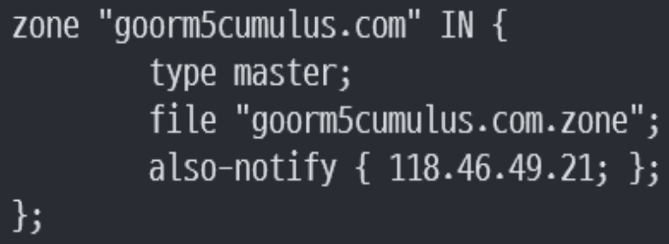 zone "goorm5cumulus.com" IN {
        type master;
        file "goorm5cumulus.com.zone";
        also-notify { 118.46.49.21; };
};